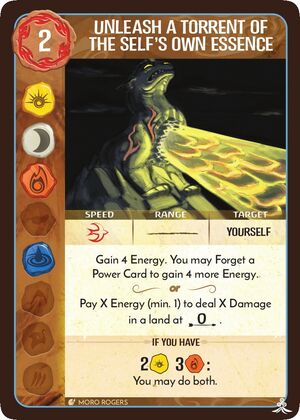 2
UNLEASH A TORRENT OF
THE SELF'S OWN ESSENCE
SPEED RANGE TARGET
YOURSELF
Gain 4 Energy. You may Forget a
Power Card to gain 4 more Energy.
or
Pay X Energy (min. 1) to deal X Damage
in a land at 0 .
IF YOU HAVE
2 3 :
You may do both.
MORO ROGERS